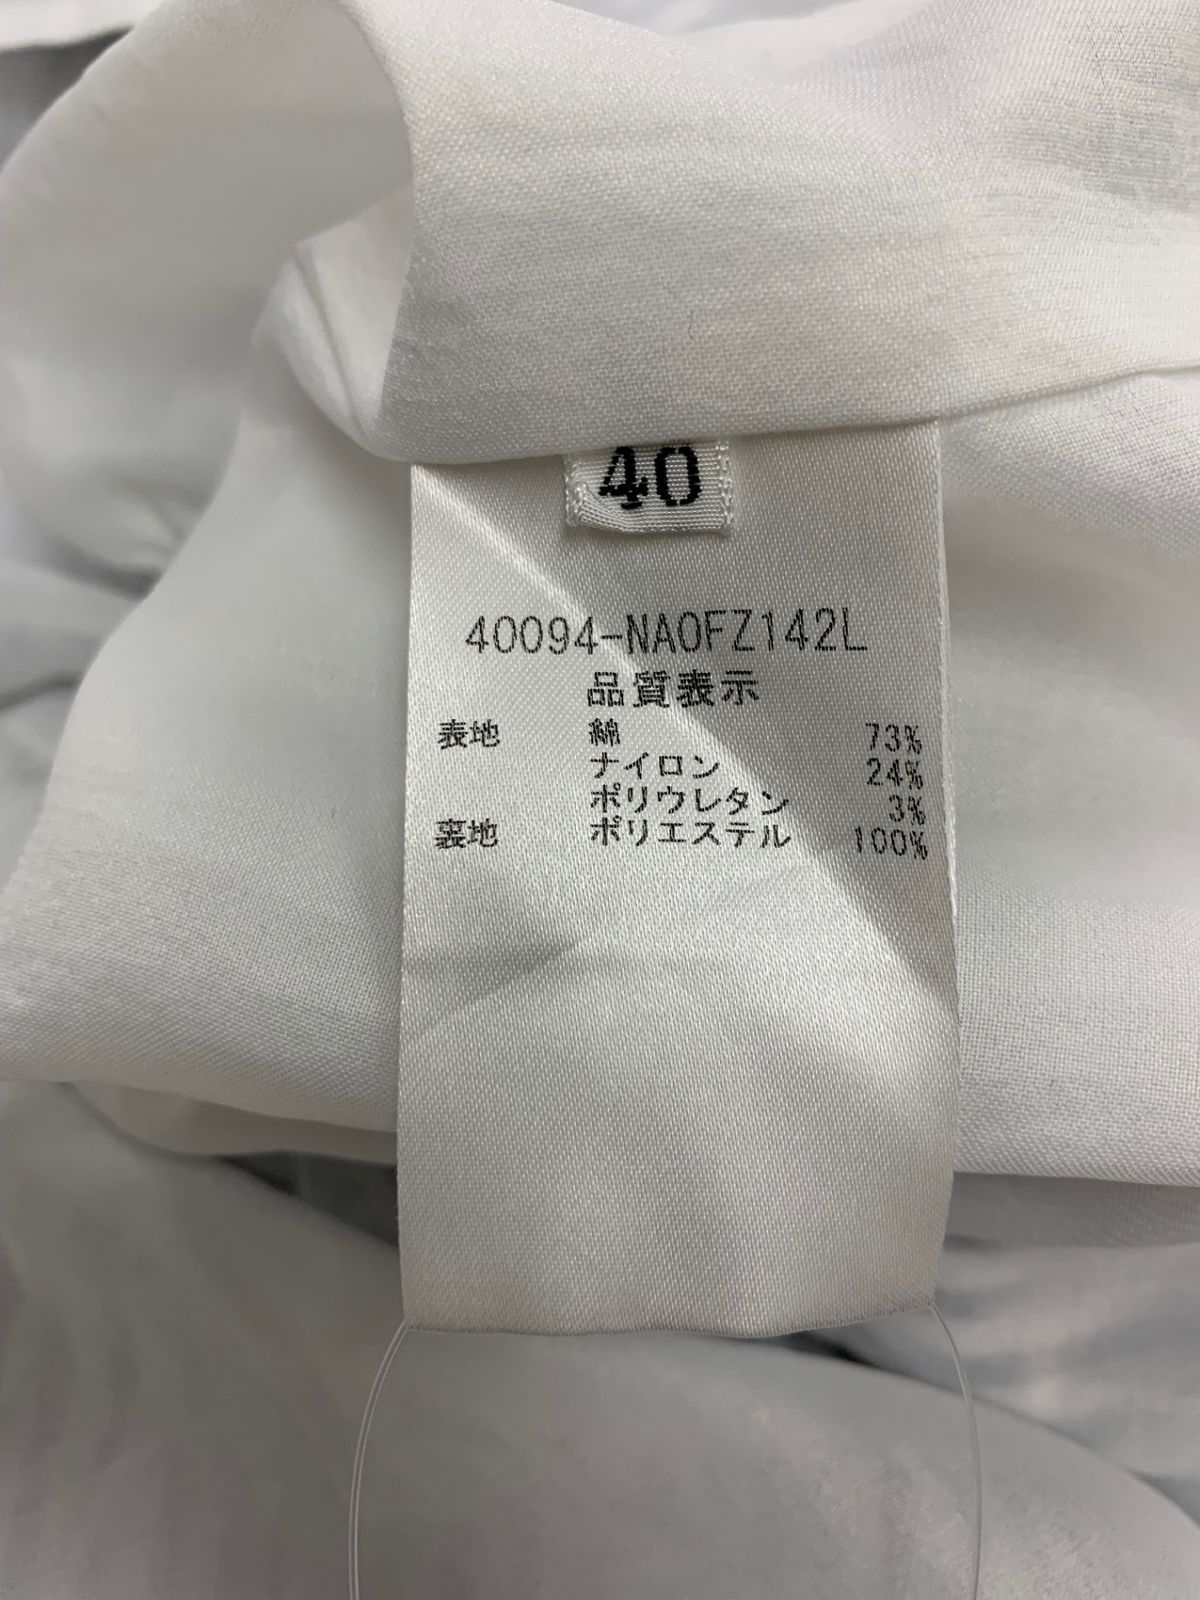 40
40094-NA0FZ142L
品質表示
表地 綿 73%
ナイロン 24%
ポリウレタン 3%
裏地 ポリエステル 100%